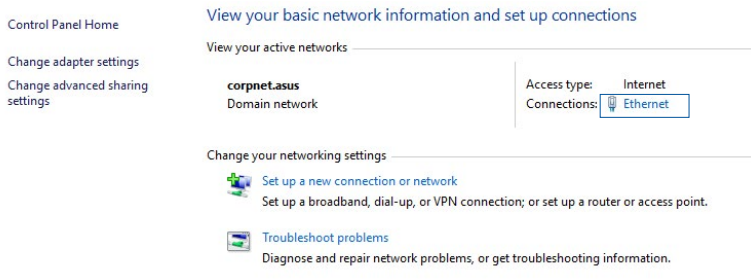 Control Panel Home
Change adapter settings
Change advanced sharing
settings
View your basic network information and set up connections
View your active networks
corpnet.asus
Domain network
Access type: Internet
Connections: Ethernet
Change your networking settings
Set up a new connection or network
Set up a broadband, dial-up, or VPN connection; or set up a router or access point.
Troubleshoot problems
Diagnose and repair network problems, or get troubleshooting information.